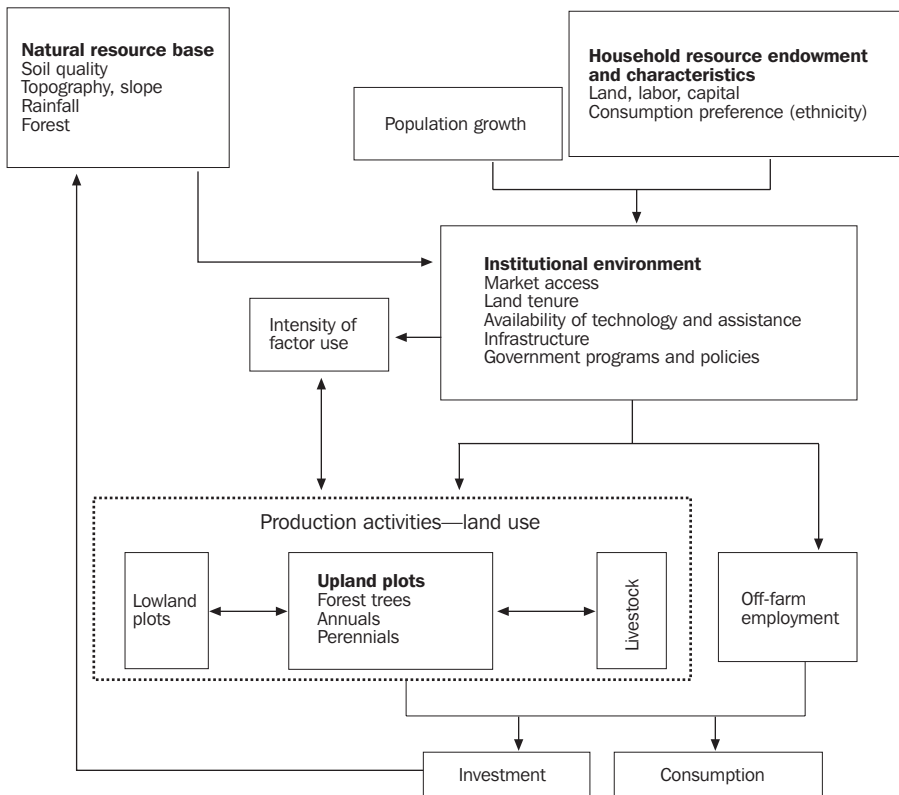 Natural resource base
Soil quality
Topography, slope
Rainfall
Forest
Household resource endowment
and characteristics
Land, labor, capital
Consumption preference (ethnicity)
Population growth
Institutional environment
Market access
Land tenure
Availability of technology and assistance
Infrastructure
Government programs and policies
Intensity of
factor use
Production activities—land use
Lowland
plots
Upland plots
Forest trees
Annuals
Perennials
Livestock
Off-farm
employment
Investment
Consumption